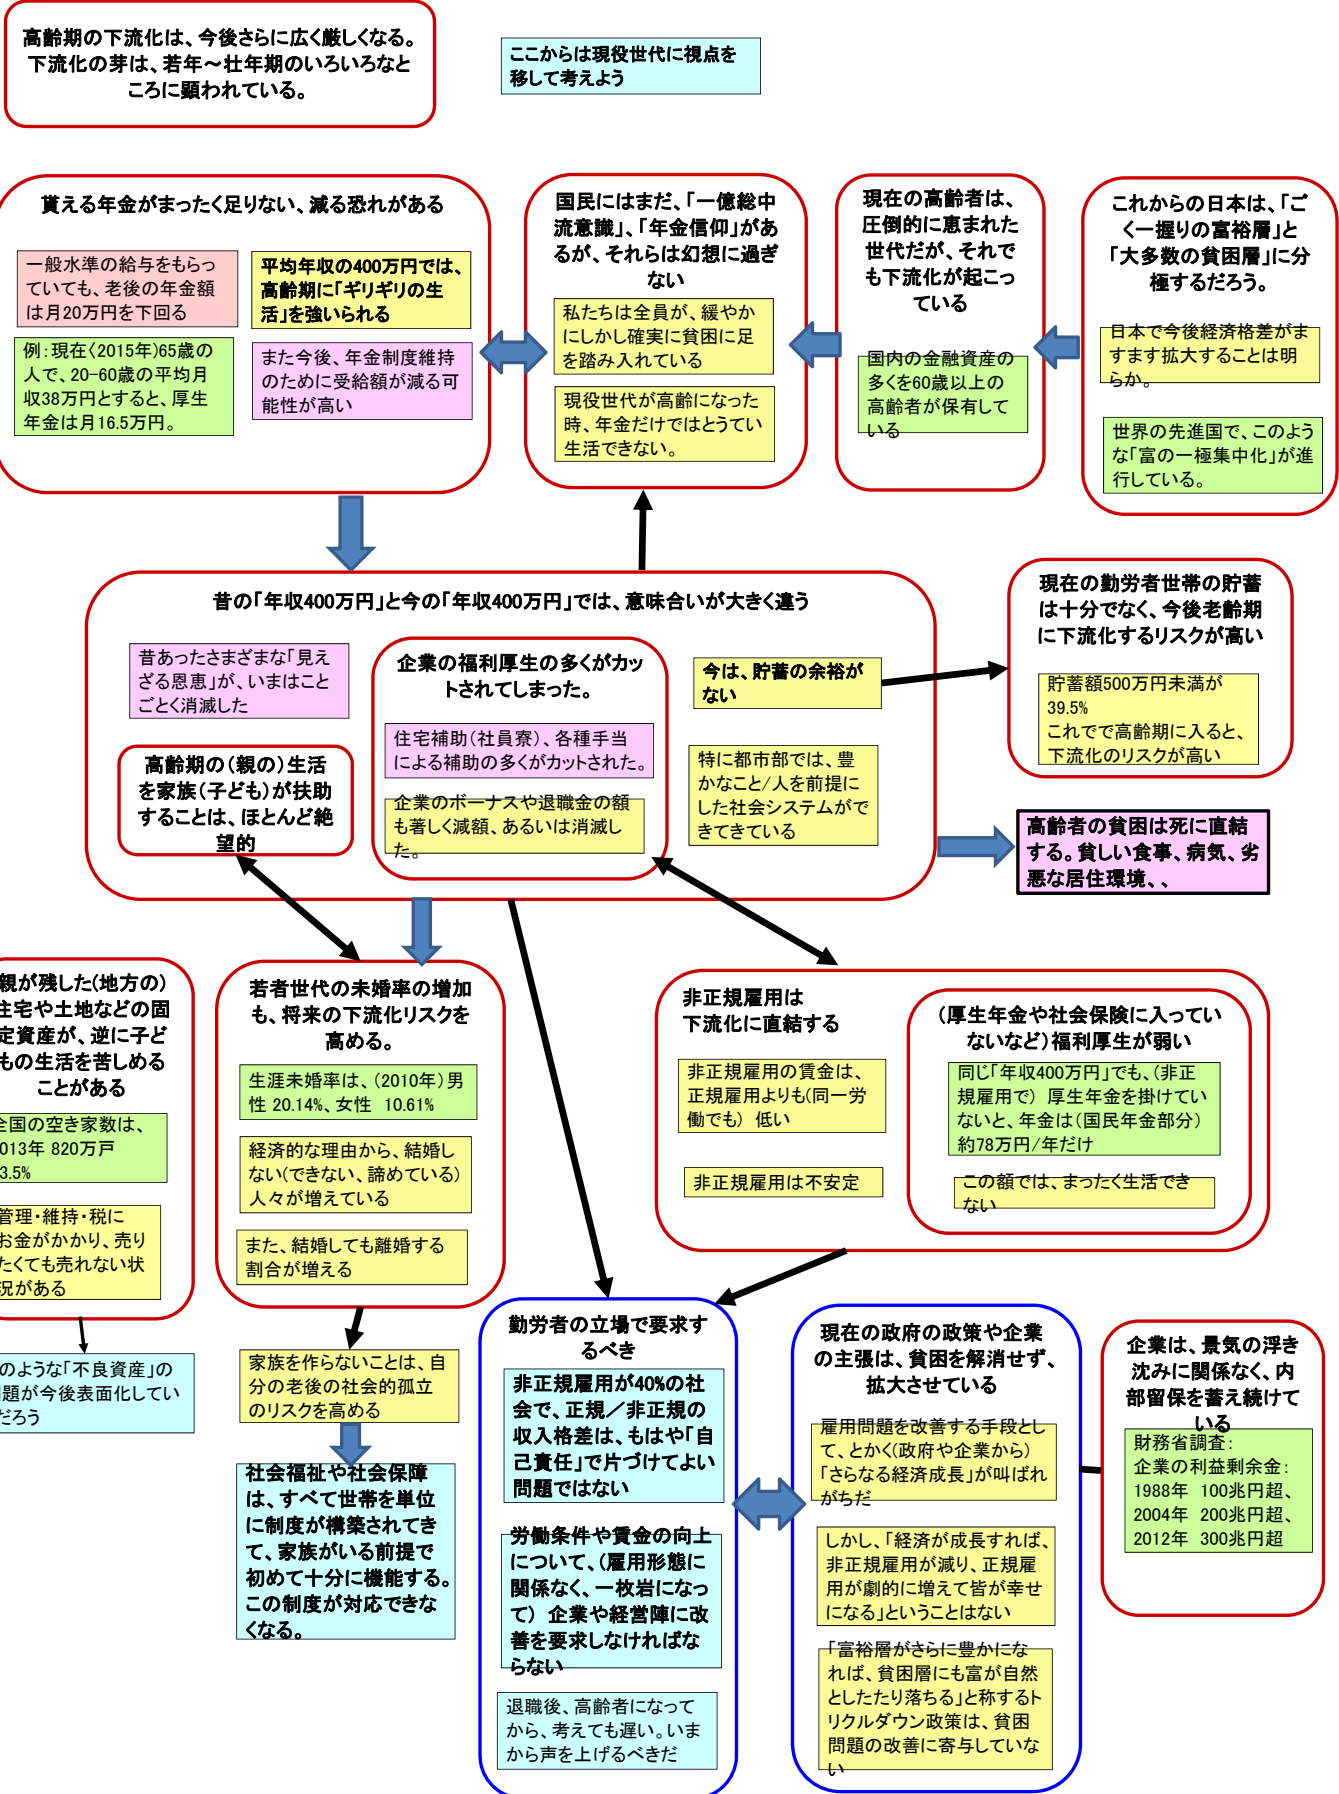 高齢期の下流化は、今後さらに広く厳しくなる。
下流化の芽は、若年～壮年期のいろいろなと
ころに顕われている。
ここからは現役世代に視点を
移して考えよう
貰える年金がまったく足りない、減る恐れがある
一般水準の給与をもらっ
ていても、老後の年金額
は月20万円を下回る
平均年収の400万円では、
高齢期に「ギリギリの生
活」を強いられる
例:現在〈2015年)65歳の
人で、20-60歳の平均月
収38万円とすると、厚生
年金は月16.5万円。
また今後、年金制度維持
のために受給額が減る可
能性が高い
国民にはまだ、「一億総中
流意識」、「年金信仰」があ
るが、それらは幻想に過ぎ
ない
私たちは全員が、緩やか
にしかし確実に貧困に足
を踏み入れている
現役世代が高齢になった
時、年金だけではとうてい
生活できない。
現在の高齢者は、
圧倒的に恵まれた
世代だが、それで
も下流化が起こっ
ている
国内の金融資産の
多くを60歳以上の
高齢者が保有して
いる
これからの日本は、「ご
く一握りの富裕層」と
「大多数の貧困層」に分
極するだろう。
日本で今後経済格差がま
すます拡大することは明
らか。
世界の先進国で、このよう
な「富の一極集中化」が進
行している。
昔の「年収400万円」と今の「年収400万円」では、意味合いが大きく違う
昔あったさまざまな「見え
ざる恩恵」が、いまはこと
ごとく消滅した
高齢期の(親の)生活
を家族(子ども)が扶助
することは、ほとんど絶
望的
企業の福利厚生の多くがカッ
トされてしまった。
住宅補助(社員寮)、各種手当
による補助の多くがカットされた。
企業のボーナスや退職金の額
も著しく減額、あるいは消滅し
た。
今は、貯蓄の余裕が
ない
特に都市部では、豊
かなこと/人を前提に
した社会システムがで
きてきている
現在の勤労者世帯の貯蓄
は十分でなく、今後老齢期
に下流化するリスクが高い
貯蓄額500万円未満が
39.5%
これでで高齢期に入ると、
下流化のリスクが高い
高齢者の貧困は死に直結
する。貧しい食事、病気、劣
悪な居住環境、、
親が残した(地方の)
住宅や土地などの固
定資産が、逆に子ど
もの生活を苦しめる
ことがある
全国の空き家数は、
013年 820万戸
3.5%
管理・維持・税に
お金がかかり、売り
たくても売れない状
況がある
のような「不良資産」の
題が今後表面化してい
だろう
若者世代の未婚率の増加
も、将来の下流化リスクを
高める。
生涯未婚率は、(2010年)男
性 20.14%、女性 10.61%
経済的な理由から、結婚し
ない(できない、諦めている)
人々が増えている
また、結婚しても離婚する
割合が増える
家族を作らないことは、自
分の老後の社会的孤立
のリスクを高める
社会福祉や社会保障
は、すべて世帯を単位
に制度が構築されてき
て、家族がいる前提で
初めて十分に機能する。
この制度が対応できな
くなる。
非正規雇用は
下流化に直結する
非正規雇用の賃金は、
正規雇用よりも(同一労
働でも) 低い
非正規雇用は不安定
(厚生年金や社会保険に入ってい
ないなど)福利厚生が弱い
同じ「年収400万円」でも、(非正
規雇用で) 厚生年金を掛けてい
ないと、年金は(国民年金部分)
約78万円/年だけ
この額では、まったく生活でき
ない
勤労者の立場で要求す
るべき
非正規雇用が40%の社
会で、正規／非正規の
収入格差は、もはや「自
己責任」で片づけてよい
問題ではない
労働条件や賃金の向上
について、(雇用形態に
関係なく、一枚岩になっ
て) 企業や経営陣に改
善を要求しなければな
らない
退職後、高齢者になって
から、考えても遅い。いま
から声を上げるべきだ
現在の政府の政策や企業
の主張は、貧困を解消せず、
拡大させている
雇用問題を改善する手段とし
て、とかく(政府や企業から)
「さらなる経済成長」が叫ばれ
がちだ
しかし、「経済が成長すれば、
非正規雇用が減り、正規雇
用が劇的に増えて皆が幸せ
になる」ということはない
「富裕層がさらに豊かにな
れば、貧困層にも富が自然
としたたり落ちる」と称するト
リクルダウン政策は、貧困
問題の改善に寄与していな
い
企業は、景気の浮き
沈みに関係なく、内
部留保を蓄え続けて
いる
財務省調査:
企業の利益剰余金:
1988年 100兆円超、
2004年 200兆円超、
2012年 300兆円超